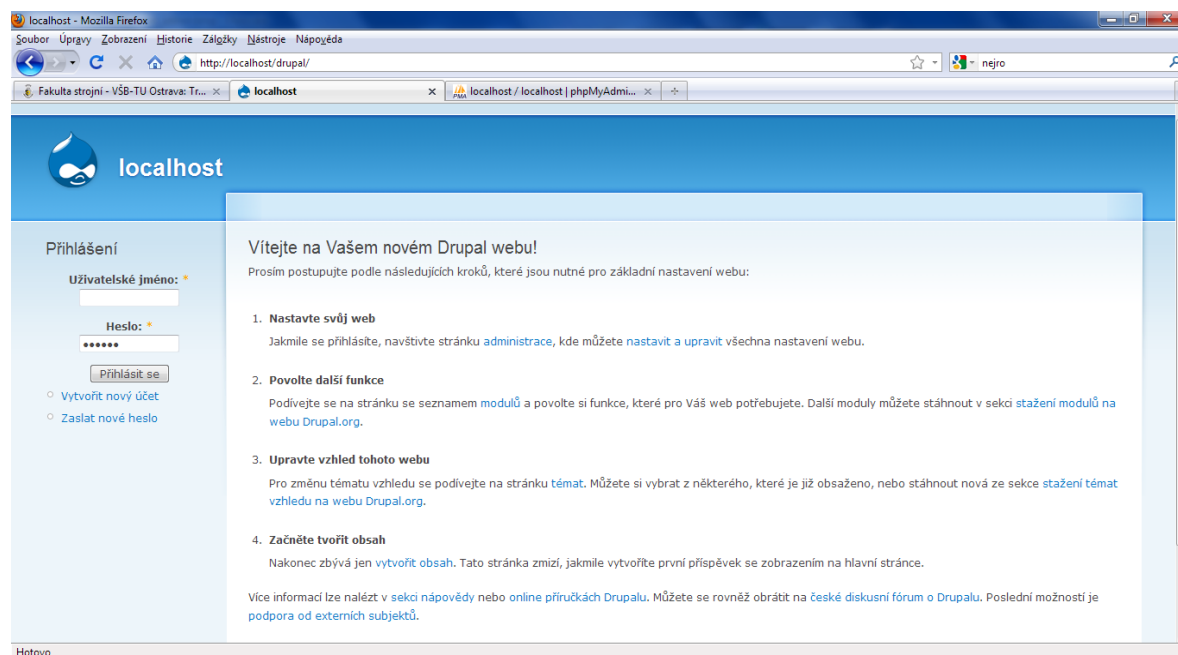 localhost - Mozilla Firefox
Soubor Úpravy Zobrazení Historie Záložky Nástroje Nápověda
http://localhost/drupal/
nejro
Fakulta strojní - VŠB-TU Ostrava: Tr... localhost localhost / localhost | phpMyAdmi...
localhost
Přihlášení
Uživatelské jméno: *
Heslo: *
••••••
Přihlásit se
Vytvořit nový účet
Zaslat nové heslo
Vítejte na Vašem novém Drupal webu!
Prosím postupujte podle následujících kroků, které jsou nutné pro základní nastavení webu:
1. Nastavte svůj web
Jakmile se přihlásíte, navštivte stránku administrace, kde můžete nastavit a upravit všechna nastavení webu.
2. Povolte další funkce
Podívejte se na stránku se seznamem modulů a povolte si funkce, které pro Váš web potřebujete. Další moduly můžete stáhnout v sekci stažení modulů na
webu Drupal.org.
3. Upravte vzhled tohoto webu
Pro změnu tématu vzhledu se podívejte na stránku témat. Můžete si vybrat z některého, které je již obsaženo, nebo stáhnout nová ze sekce stažení témat
vzhledu na webu Drupal.org.
4. Začněte tvořit obsah
Nakonec zbývá jen vytvořit obsah. Tato stránka zmizí, jakmile vytvoříte první příspěvek se zobrazením na hlavní stránce.
Více informací lze nalézt v sekci nápovědy nebo online příručkách Drupalu. Můžete se rovněž obrátit na české diskusní fórum o Drupalu. Poslední možností je
podpora od externích subjektů.
Hotovo